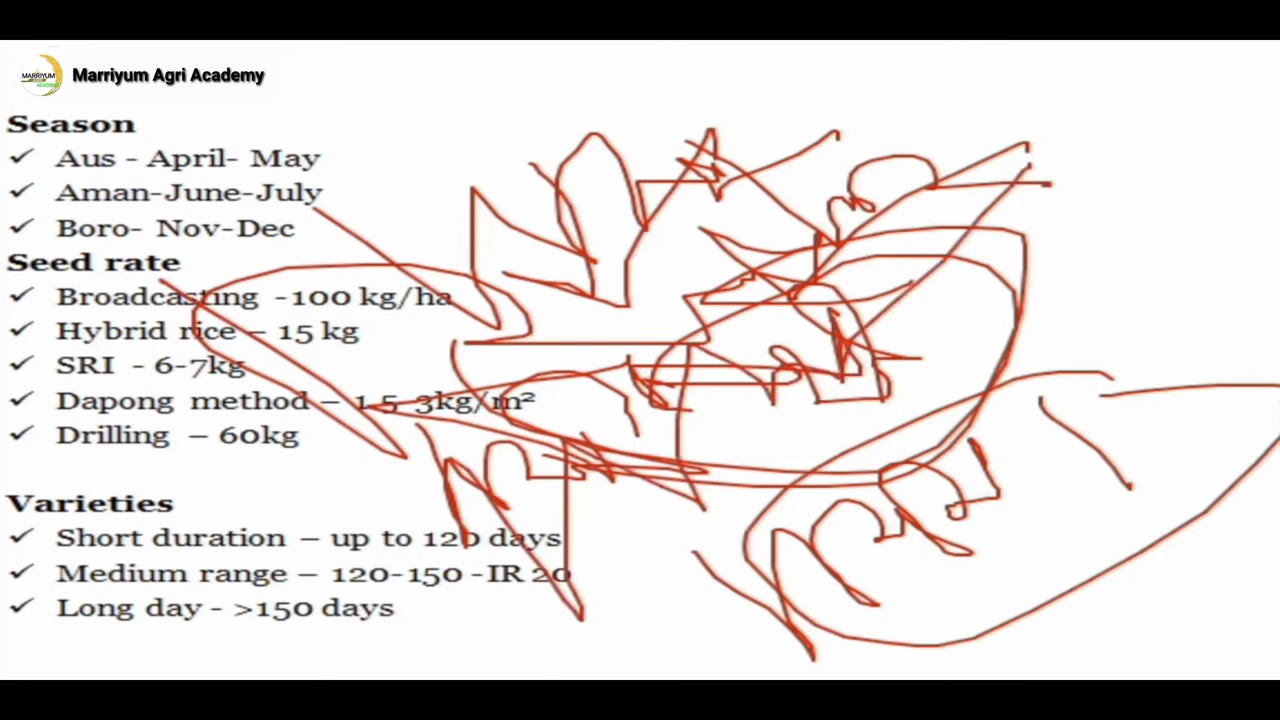 MARRIYUM
ACADEMY
Marriyum Agri Academy
Season
✓ Aus - April- May
✓ Aman-June-July
✓ Boro- Nov-Dec
Seed rate
✓ Broadcasting -100 kg/ha
✓ Hybrid rice – 15 kg
✓ SRI - 6-7kg
✓ Dapong method – 1.5-3kg/m²
✓ Drilling – 60kg
Varieties
✓ Short duration – up to 120 days
✓ Medium range – 120-150 -IR 20
✓ Long day - >150 days